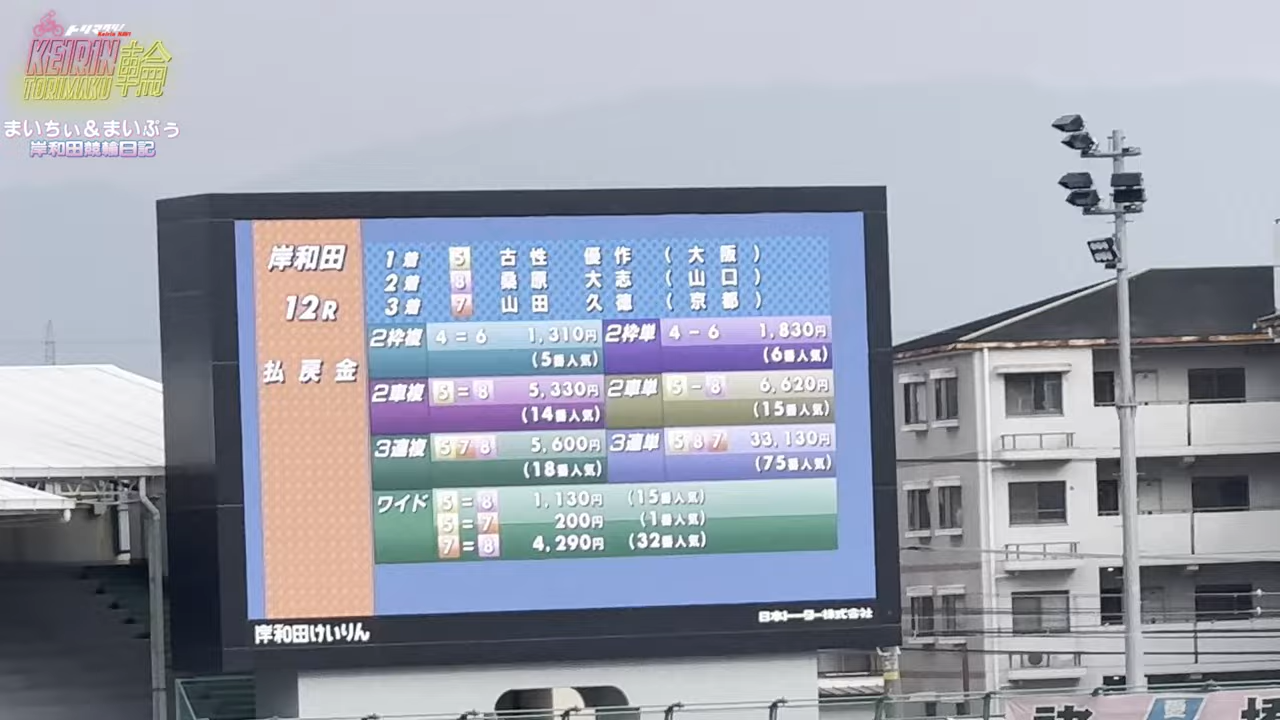 トリマクリ!
Keirin Navi
KEIRIN輪
TORIMAKU
まいちぃ&まいぷぅ
岸和田競輪日記
岸和田
12R
払戻金
1着 5 古性 優作 (大阪)
2着 8 桑原 大志 (山口)
3着 7 山田 久徳 (京都)
2枠複 4=6 1,310円 2枠単 4-6 1,830円
(5番人気) (6番人気)
2車複 5=8 5,330円 2車単 5-8 6,620円
(14番人気) (15番人気)
3連複 5 7 8 5,600円 3連単 5 8 7 33,130円
(18番人気) (75番人気)
ワイド 5=8 1,130円 (15番人気)
5=7 200円 (1番人気)
7=8 4,290円 (32番人気)
岸和田けいりん
日本トーター株式会社